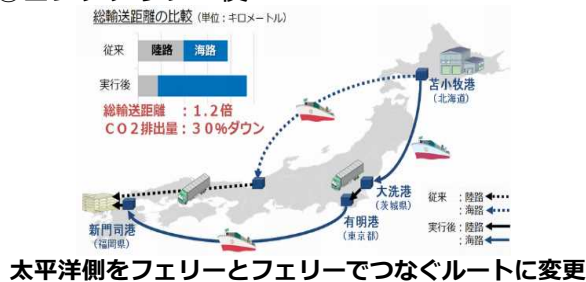 総輸送距離の比較 (単位:キロメートル)
従来
陸路
海路
実行後
総輸送距離 :1.2倍
CO2排出量:30%ダウン
苫小牧港
(北海道)
大洗港
(茨城県)
有明港
(東京都)
新門司港
(福岡県)
従来 :陸路
:海路
実行後:陸路
:海路
太平洋側をフェリーとフェリーでつなぐルートに変更